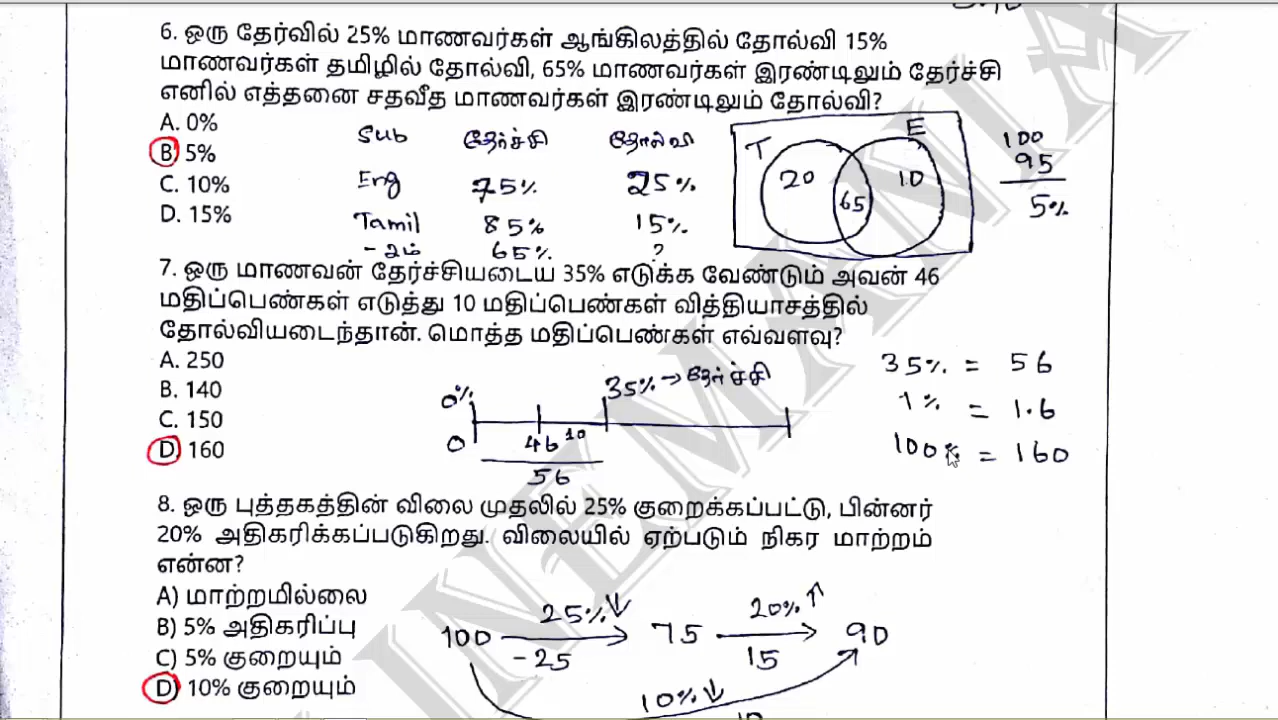 6. ஒரு தேர்வில் 25% மாணவர்கள் ஆங்கிலத்தில் தோல்வி 15%
மாணவர்கள் தமிழில் தோல்வி, 65% மாணவர்கள் இரண்டிலும் தேர்ச்சி
எனில் எத்தனை சதவீத மாணவர்கள் இரண்டிலும் தோல்வி?
A. 0%
B. 5%
C. 10%
D. 15%
Sub தேர்ச்சி தோல்வி
Eng 75% 25%
Tamil 85% 15%
-2ம் 65% ?
T E
20 65 10
100
95
5%
7. ஒரு மாணவன் தேர்ச்சியடைய 35% எடுக்க வேண்டும் அவன் 46
மதிப்பெண்கள் எடுத்து 10 மதிப்பெண்கள் வித்தியாசத்தில்
தோல்வியடைந்தான். மொத்த மதிப்பெண்கள் எவ்வளவு?
A. 250
B. 140
C. 150
D. 160
0% 35% → தேர்ச்சி
0 46 10
56
35% = 56
1% = 1.6
100% = 160
8. ஒரு புத்தகத்தின் விலை முதலில் 25% குறைக்கப்பட்டு, பின்னர்
20% அதிகரிக்கப்படுகிறது. விலையில் ஏற்படும் நிகர மாற்றம்
என்ன?
A) மாற்றமில்லை
B) 5% அதிகரிப்பு
C) 5% குறையும்
D) 10% குறையும்
25%↓ 20%↑
100 → 75 → 90
-25 15
10%↓